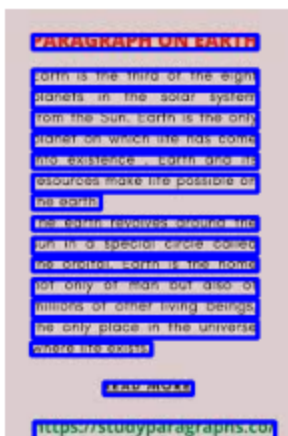 PARAGRAPH ON EARTH
Earth is the third of the eight
planets in the solar system
from the Sun. Earth is the only
planet on which life has come
into existence . Earth and its
resources make life possible on
the earth.
The earth revolves around the
sun in a special circle called
the orbital. Earth is the home
not only of man but also of
millions of other living beings.
The only place in the universe
where life exists.
READ MORE
https://studyparagraphs.co/